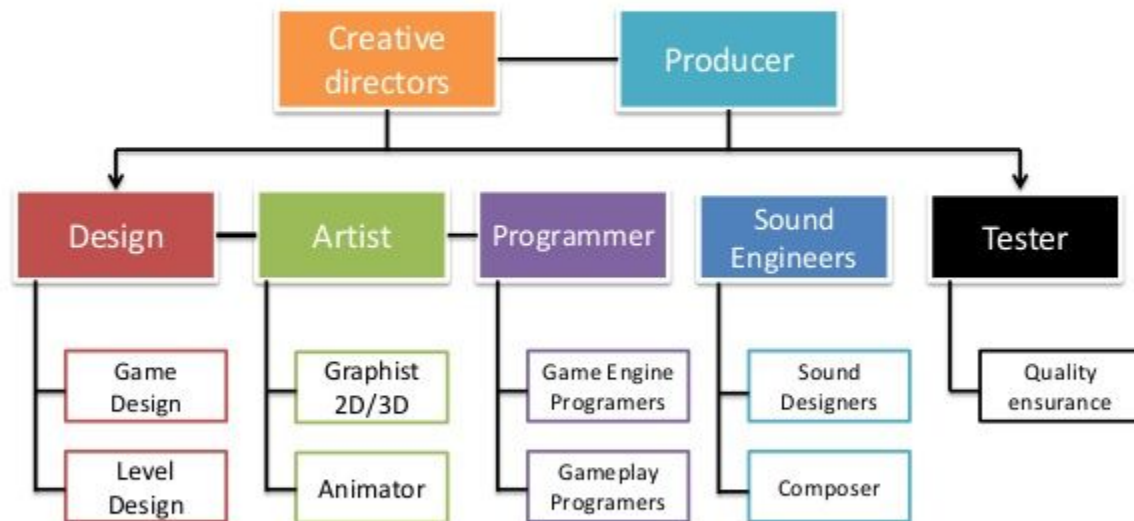 Creative
directors
Producer
Design
Artist
Programmer
Sound
Engineers
Tester
Game
Design
Graphist
2D/3D
Game Engine
Programers
Sound
Designers
Quality
ensurance
Level
Design
Animator
Gameplay
Programers
Composer